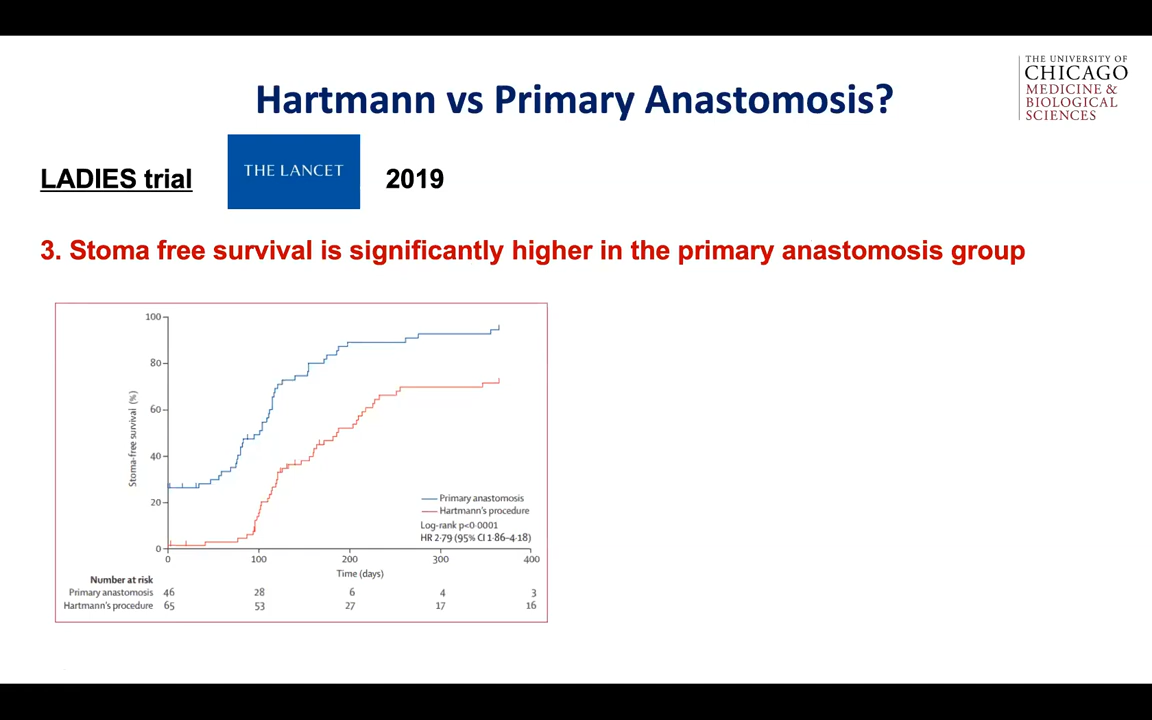 THE UNIVERSITY OF
CHICAGO
MEDICINE &
BIOLOGICAL
SCIENCES
Hartmann vs Primary Anastomosis?
LADIES trial THE LANCET 2019
3. Stoma free survival is significantly higher in the primary anastomosis group
100
80
60
40
20
0
Stoma-free survival (%)
Primary anastomosis
Hartmann's procedure
Log-rank p<0·0001
HR 2·79 (95% CI 1·86–4·18)
0 100 200 300 400
Time (days)
Number at risk
Primary anastomosis 46 28 6 4 3
Hartmann's procedure 65 53 27 17 16